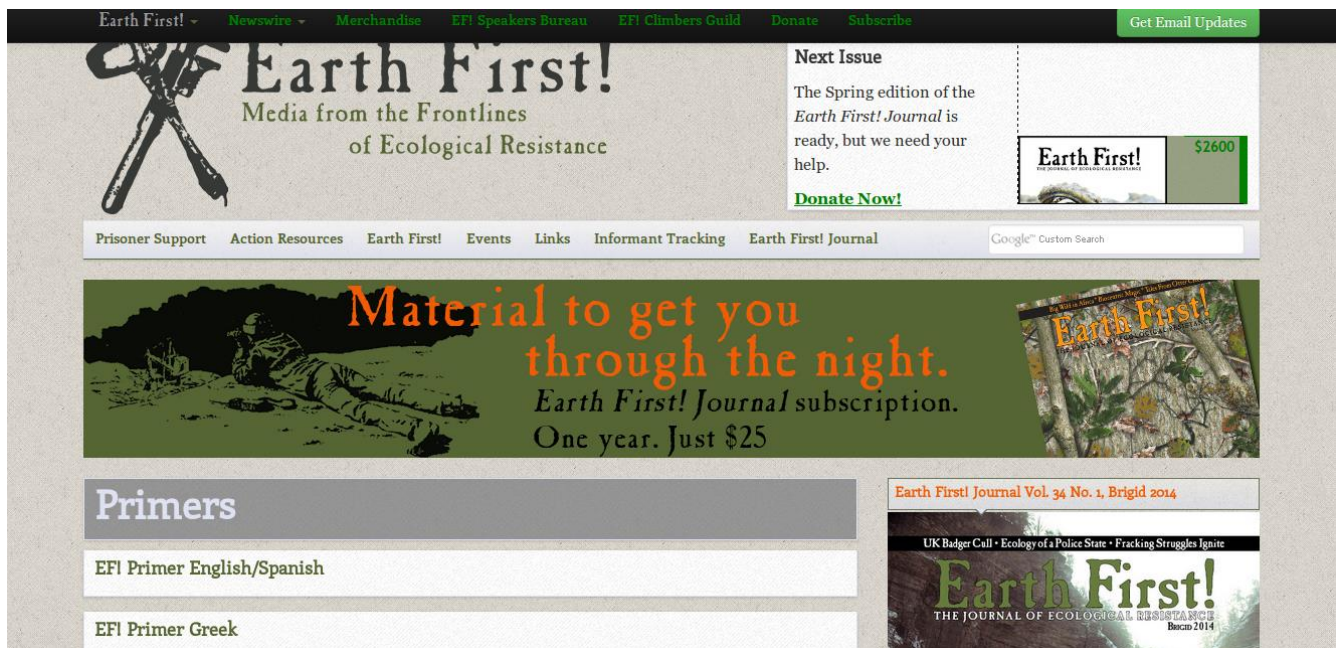 Earth First! Newswire Merchandise EF! Speakers Bureau EF! Climbers Guild Donate Subscribe Get Email Updates
Earth First!
Media from the Frontlines
of Ecological Resistance
Next Issue
The Spring edition of the
Earth First! Journal is
ready, but we need your
help.
Donate Now!
Earth First!
THE JOURNAL OF ECOLOGICAL RESISTANCE
$2600
Prisoner Support Action Resources Earth First! Events Links Informant Tracking Earth First! Journal Google™ Custom Search
Material to get you
through the night.
Earth First! Journal subscription.
One year. Just $25
Earth First!
Primers
EF! Primer English/Spanish
EF! Primer Greek
Earth First! Journal Vol. 34 No. 1, Brigid 2014
UK Badger Cull • Ecology of a Police State • Fracking Struggles Ignite
Earth First!
THE JOURNAL OF ECOLOGICAL RESISTANCE
BRIGID 2014